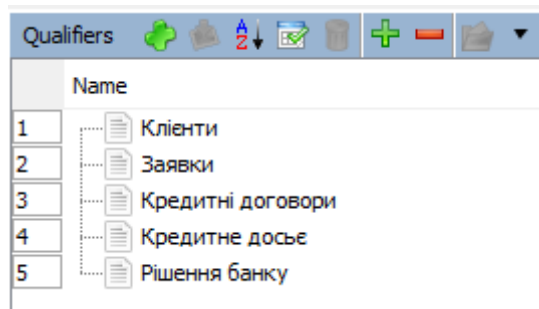 Qualifiers
Name
1 Клієнти
2 Заявки
3 Кредитні договори
4 Кредитне досьє
5 Рішення банку